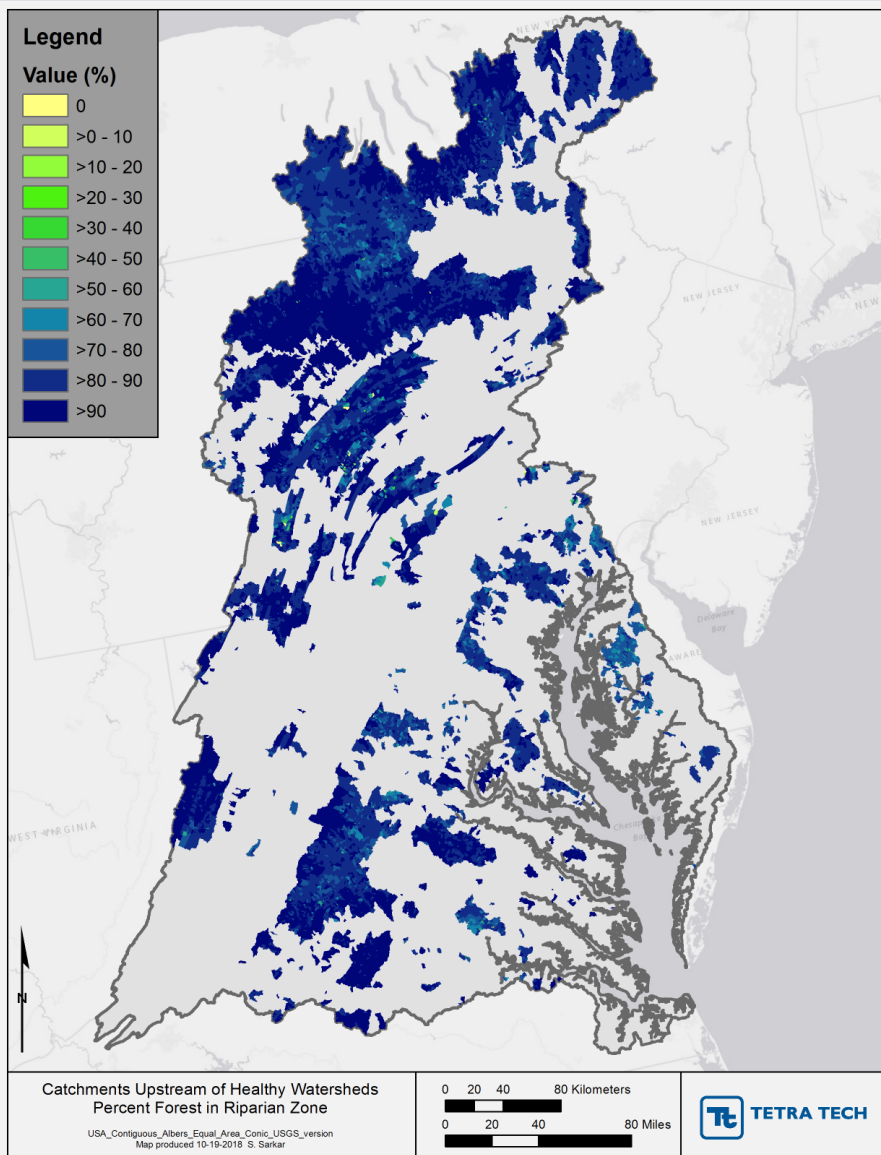 Legend
Value (%)
0
>0 - 10
>10 - 20
>20 - 30
>30 - 40
>40 - 50
>50 - 60
>60 - 70
>70 - 80
>80 - 90
>90
NEW YORK
NEW JERSEY
NEW
NEW JERSEY
Delaware
Bay
WEST VIRGINIA
Chesapeake
Bay
N
Catchments Upstream of Healthy Watersheds
Percent Forest in Riparian Zone
USA_Contiguous_Albers_Equal_Area_Conic_USGS_version
Map produced 10-19-2018 S. Sarkar
0 20 40 80 Kilometers
0 20 40 80 Miles
Tt TETRA TECH